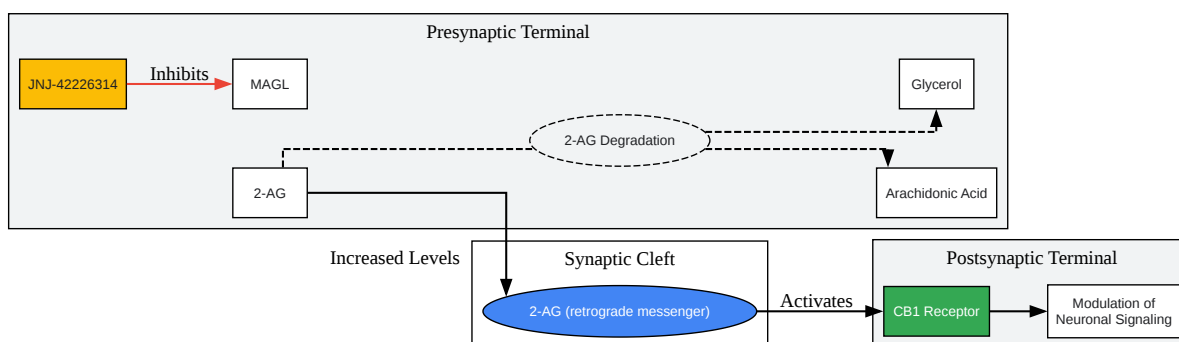 Presynaptic Terminal
JNJ-42226314
Inhibits
MAGL
Glycerol
2-AG Degradation
2-AG
Arachidonic Acid
Increased Levels
Synaptic Cleft
Postsynaptic Terminal
2-AG (retrograde messenger)
Activates
CB1 Receptor
Modulation of
Neuronal Signaling